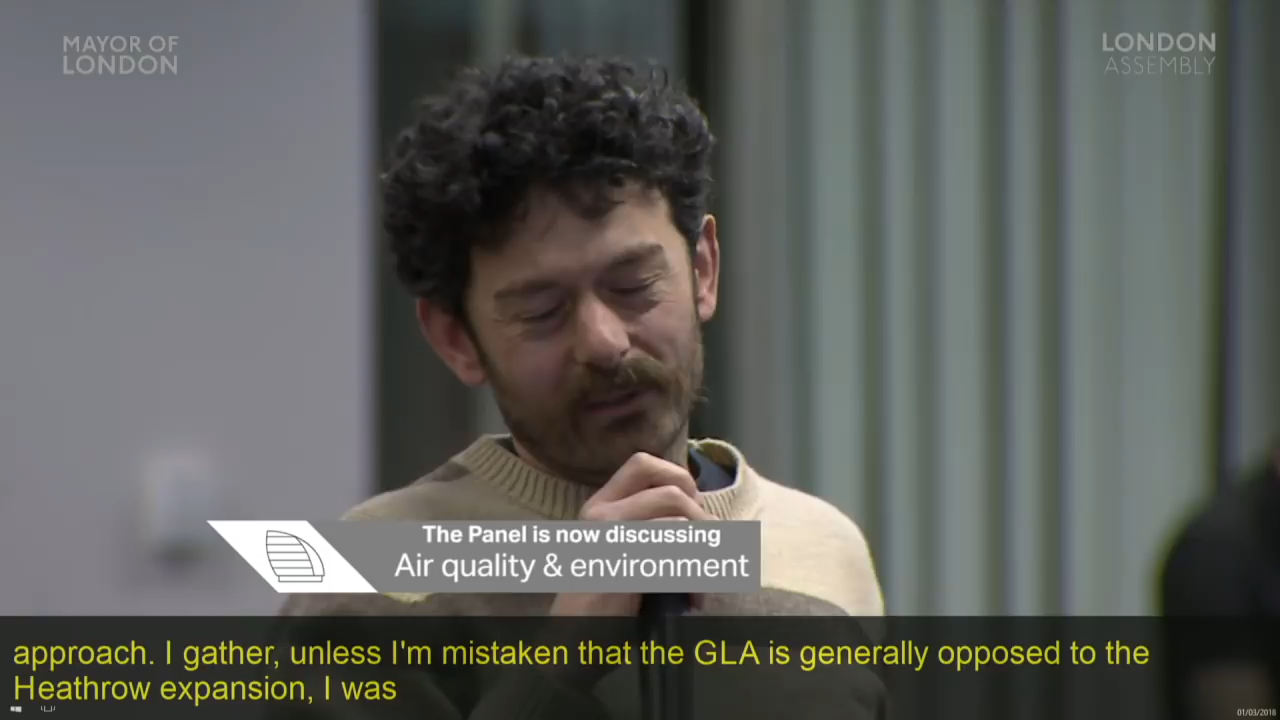 MAYOR OF
LONDON
LONDON
ASSEMBLY
The Panel is now discussing
Air quality & environment
approach. I gather, unless I'm mistaken that the GLA is generally opposed to the
Heathrow expansion, I was
01/03/2018